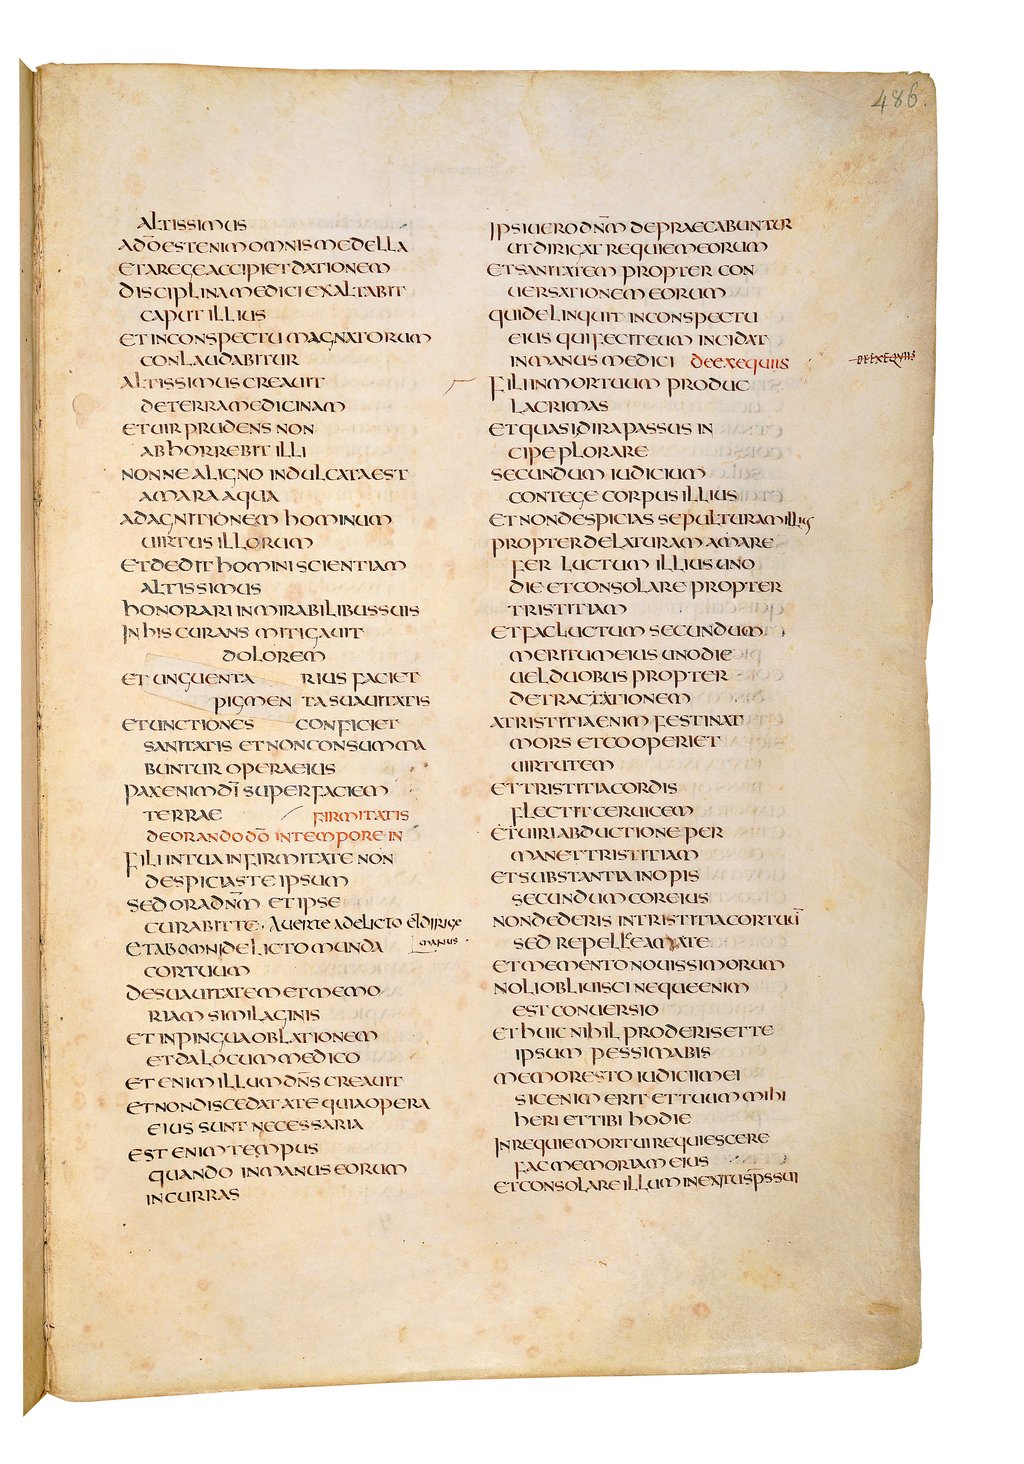 486.
ALTISSIMUS
ADŌ EST ENIM OMNIS MEDELLA
ET A REGE ACCIPIET DATIONEM
DISCIPLINA MEDICI EXALTABIT
CAPUT ILLIUS
ET IN CONSPECTU MAGNATORUM
CONLAUDABITUR
ALTISSIMUS CREAUIT
DE TERRA MEDICINAM
ET UIR PRUDENS NON
ABHORREBIT ILLI
NONNE A LIGNO INDULCATA EST
AMARA AQUA
AD AGNITIONEM HOMINUM
UIRTUS ILLORUM
ET DEDIT HOMINI SCIENTIAM
ALTISSIMUS
HONORARI IN MIRABILIBUS SUIS
IN HIS CURANS MITIGAUIT
DOLOREM
ET UNGUENTA RIUS FACIET
PIGMEN TA SUAUITATIS
ET UNCTIONES CONFICIET
SANITATIS ET NON CONSUMMA
BUNTUR OPERA EIUS
PAX ENIM DĪ SUPER FACIEM
TERRAE FIRMITATIS
DE ORANDO DŌ IN TEMPORE IN
FILI IN TUA INFIRMITATE NON
DESPICIAS TE IPSUM
SED ORA DN̄M ET IPSE
CURABIT TE· AUERTE A DELICTO ET DIRIGE
ET AB OMNI DELICTO MUNDA MANUS
COR TUUM
DE SUAUITATEM ET MEMO
RIAM SIMILAGINIS
ET INPINGUA OBLATIONEM
ET DA LOCUM MEDICO
ET ENIM ILLUM DN̄S CREAUIT
ET NON DISCEDAT A TE QUIA OPERA
EIUS SUNT NECESSARIA
EST ENIM TEMPUS
QUANDO IN MANUS EORUM
INCURRAS
IPSI UERO DN̄M DEPRAECABUNTUR
UT DIRIGAT REQUIEM EORUM
ET SANITATEM PROPTER CON
UERSATIONEM EORUM
QUI DELINQUIT IN CONSPECTU
EIUS QUI FECIT EUM INCIDAT
IN MANUS MEDICI DE EXEQUIIS
DE EXEQUIIS
FILI IN MORTUUM PRODUC
LACRIMAS
ET QUASI DIRA PASSUS IN
CIPE PLORARE
SECUNDUM IUDICIUM
CONTEGE CORPUS ILLIUS
ET NON DESPICIAS SEPULTURAM ILLIUS
PROPTER DELATURAM AMARE
FER LUCTUM ILLIUS UNO
DIE ET CONSOLARE PROPTER
TRISTITIAM
ET FAC LUCTUM SECUNDUM
MERITUM EIUS UNO DIE
UEL DUOBUS PROPTER
DETRACTATIONEM
A TRISTITIA ENIM FESTINAT
MORS ET COOPERIET
UIRTUTEM
ET TRISTITIA CORDIS
FLECTIT CERUICEM
ET UIRI ABDUCTIONE PER
MANET TRISTITIAM
ET SUBSTANTIA INOPIS
SECUNDUM COR EIUS
NON DEDERIS IN TRISTITIA COR TUŪ
SED REPELLE EAM A TE
ET MEMENTO NOUISSIMORUM
NOLI OBLIUISCI NEQUE ENIM
EST CONUERSIO
ET HUIC NIHIL PRODERIS ET TE
IPSUM PESSIMABIS
MEMOR ESTO IUDICII MEI
SIC ENIM ERIT ET TUUM MIHI
HERI ET TIBI HODIE
IN REQUIE MORTUI REQUIESCERE
FAC MEMORIAM EIUS
ET CONSOLARE ILLUM IN EXITU SP̄S SUI